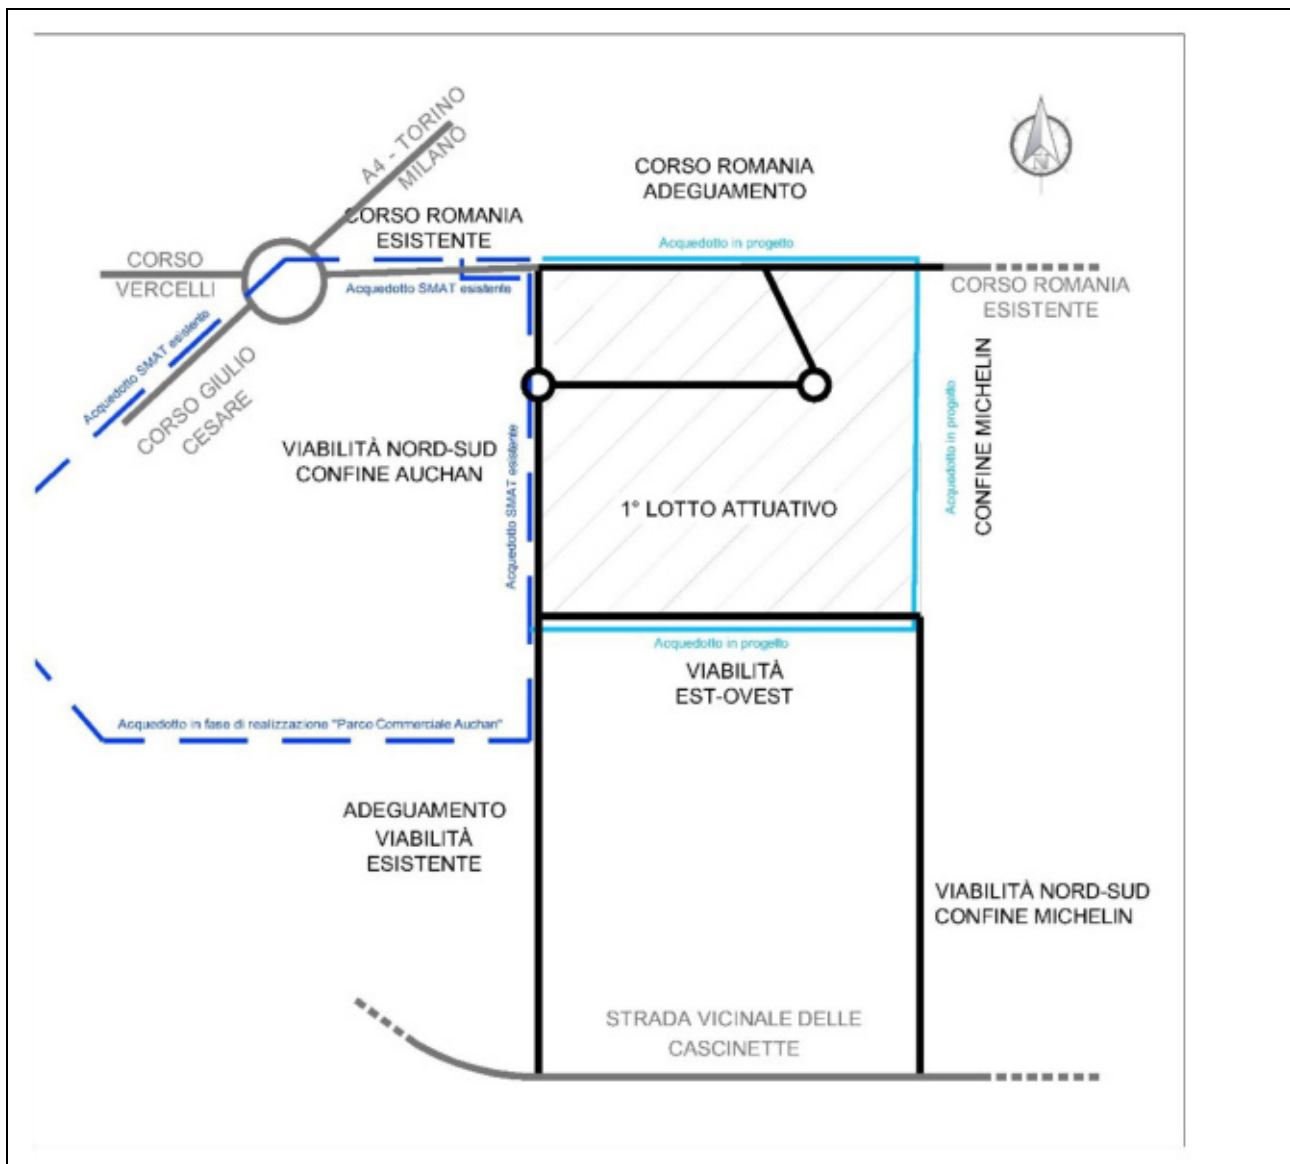 A4 - TORINO
MILANO
CORSO ROMANIA
ADEGUAMENTO
N
CORSO ROMANIA
ESISTENTE
Acquedotto in progetto
CORSO
VERCELLI
Acquedotto SMAT esistente
CORSO ROMANIA
ESISTENTE
Acquedotto SMAT esistente
CORSO GIULIO
CESARE
VIABILITÀ NORD-SUD
CONFINE AUCHAN
Acquedotto SMAT esistente
1° LOTTO ATTUATIVO
Acquedotto in progetto
CONFINE MICHELIN
Acquedotto in progetto
VIABILITÀ
EST-OVEST
Acquedotto in fase di realizzazione "Parco Commerciale Auchan"
ADEGUAMENTO
VIABILITÀ
ESISTENTE
VIABILITÀ NORD-SUD
CONFINE MICHELIN
STRADA VICINALE DELLE
CASCINETTE